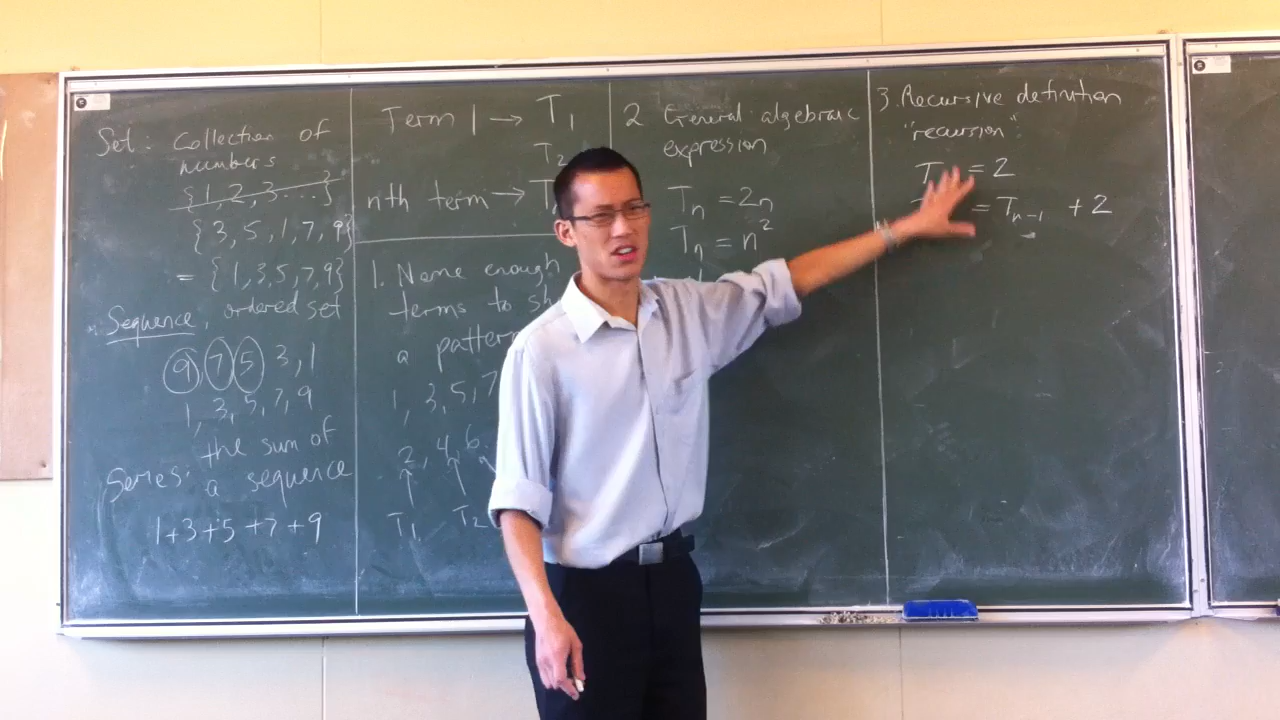 Set: Collection of
numbers
{1, 2, 3 ...}
{3, 5, 1, 7, 9}
= {1, 3, 5, 7, 9}
Sequence, ordered set
9, 7, 5, 3, 1
1, 3, 5, 7, 9
Series: the sum of
a sequence
1+3+5+7+9
Term 1 → T1
T2
nth term → T
1. Name enough
terms to sh
a pattern
1, 3, 5, 7
2, 4, 6
T1 T2
2 General algebraic
expression
Tn = 2n
Tn = n²
3. Recursive definition
"recursion":
T = 2
= Tn-1 + 2